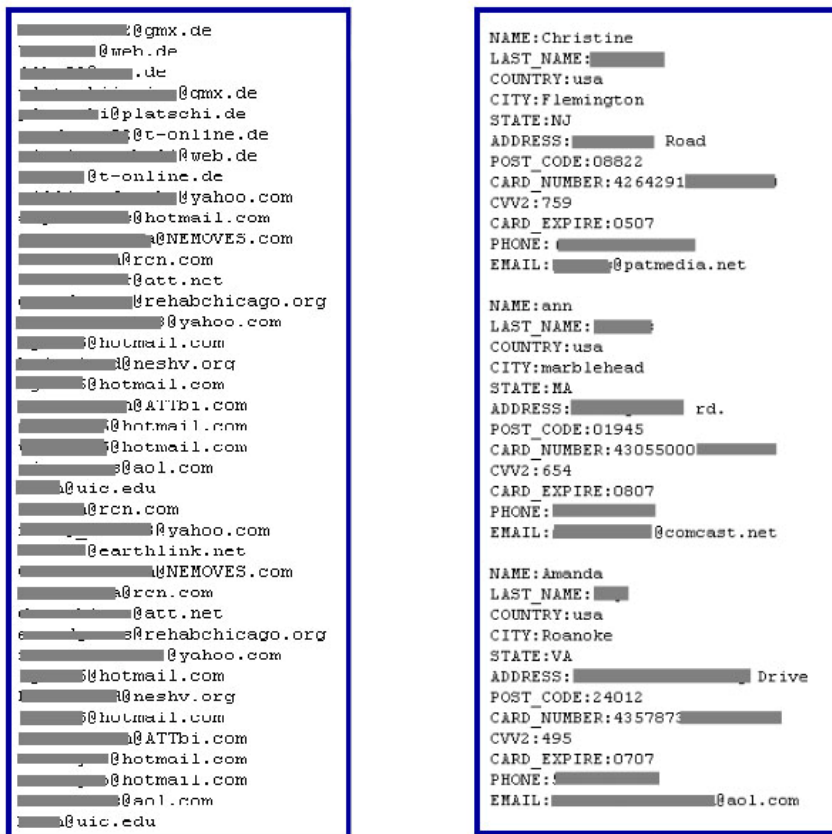 @gmx.de
@web.de
.de
@gmx.de
i@platschi.de
@t-online.de
@web.de
@t-online.de
@yahoo.com
@hotmail.com
@NEMOVES.com
@rcn.com
@att.net
@rehabchicago.org
@yahoo.com
@hotmail.com
@neshv.org
@hotmail.com
@ATTbi.com
@hotmail.com
@hotmail.com
@aol.com
@uic.edu
@rcn.com
@yahoo.com
@earthlink.net
@NEMOVES.com
@rcn.com
@att.net
s@rehabchicago.org
@yahoo.com
@hotmail.com
@neshv.org
@hotmail.com
@ATTbi.com
@hotmail.com
@hotmail.com
@aol.com
@uic.edu
NAME:Christine
LAST_NAME:
COUNTRY:usa
CITY:Flemington
STATE:NJ
ADDRESS: Road
POST_CODE:08822
CARD_NUMBER:4264291
CVV2:759
CARD_EXPIRE:0507
PHONE:
EMAIL: @patmedia.net
NAME:ann
LAST_NAME:
COUNTRY:usa
CITY:marblehead
STATE:MA
ADDRESS: rd.
POST_CODE:01945
CARD_NUMBER:43055000
CVV2:654
CARD_EXPIRE:0807
PHONE:
EMAIL: @comcast.net
NAME:Amanda
LAST_NAME:
COUNTRY:usa
CITY:Roanoke
STATE:VA
ADDRESS: Drive
POST_CODE:24012
CARD_NUMBER:4357873
CVV2:495
CARD_EXPIRE:0707
PHONE:
EMAIL: @aol.com